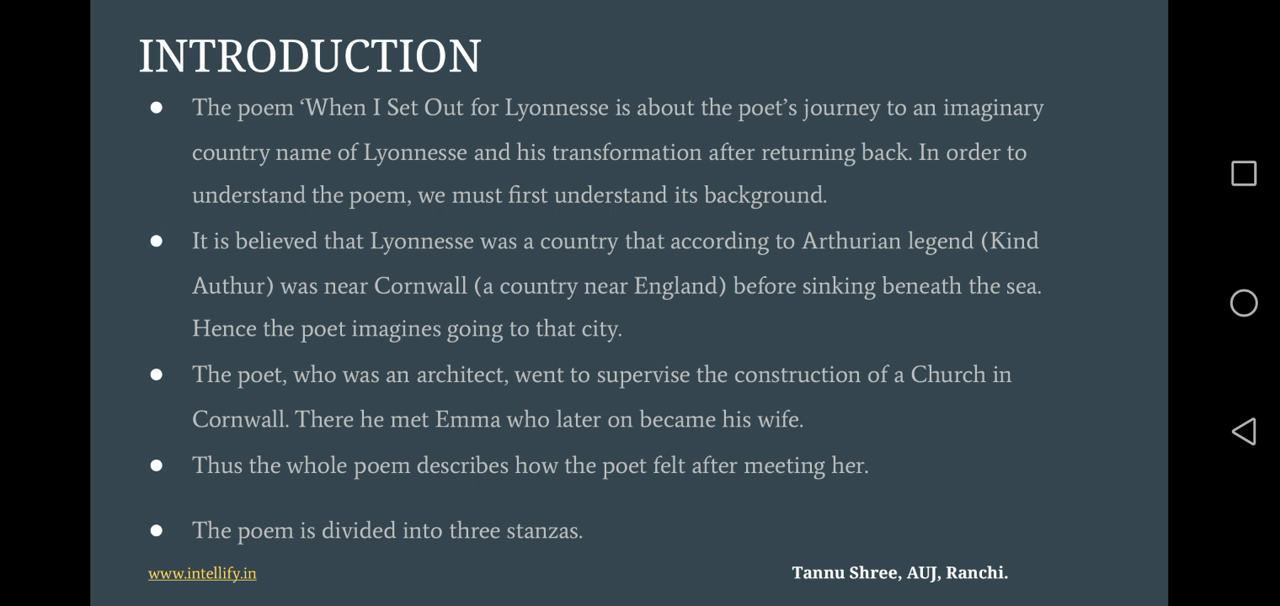 INTRODUCTION
● The poem ‘When I Set Out for Lyonnesse is about the poet’s journey to an imaginary
country name of Lyonnesse and his transformation after returning back. In order to
understand the poem, we must first understand its background.
● It is believed that Lyonnesse was a country that according to Arthurian legend (Kind
Authur) was near Cornwall (a country near England) before sinking beneath the sea.
Hence the poet imagines going to that city.
● The poet, who was an architect, went to supervise the construction of a Church in
Cornwall. There he met Emma who later on became his wife.
● Thus the whole poem describes how the poet felt after meeting her.
● The poem is divided into three stanzas.
www.intellify.in
Tannu Shree, AUJ, Ranchi.